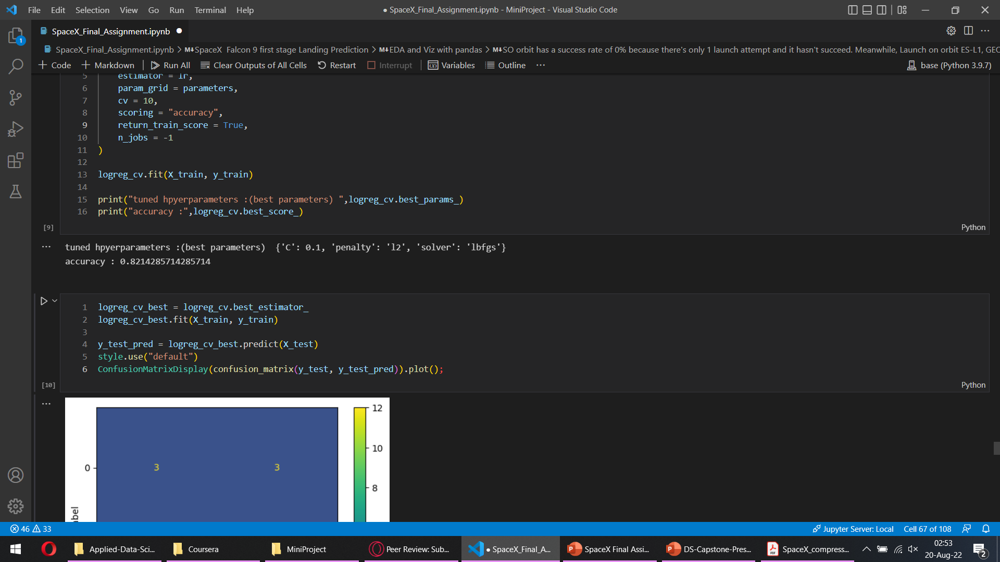 File Edit Selection View Go Run Terminal Help
● SpaceX_Final_Assignment.ipynb - MiniProject - Visual Studio Code
1
SpaceX_Final_Assignment.ipynb ●
SpaceX_Final_Assignment.ipynb > M↓SpaceX Falcon 9 first stage Landing Prediction > M↓EDA and Viz with pandas > M↓SO orbit has a success rate of 0% because there's only 1 launch attempt and it hasn't succeed. Meanwhile, Launch on orbit ES-L1, GEO
+ Code + Markdown | Run All Clear Outputs of All Cells Restart Interrupt | Variables Outline ···
base (Python 3.9.7)
5 estimator = lr,
6 param_grid = parameters,
7 cv = 10,
8 scoring = "accuracy",
9 return_train_score = True,
10 n_jobs = -1
11 )
12
13 logreg_cv.fit(X_train, y_train)
14
15 print("tuned hpyerparameters :(best parameters) ",logreg_cv.best_params_)
16 print("accuracy :",logreg_cv.best_score_)
[9]
Python
tuned hpyerparameters :(best parameters)  {'C': 0.1, 'penalty': 'l2', 'solver': 'lbfgs'}
accuracy : 0.8214285714285714
1 logreg_cv_best = logreg_cv.best_estimator_
2 logreg_cv_best.fit(X_train, y_train)
3
4 y_test_pred = logreg_cv_best.predict(X_test)
5 style.use("default")
6 ConfusionMatrixDisplay(confusion_matrix(y_test, y_test_pred)).plot();
[10]
Python
12
10
0 3 3
8
bel
46 33
Jupyter Server: Local Cell 67 of 108
Applied-Data-Sci... Coursera MiniProject Peer Review: Sub... ● SpaceX_Final_A... SpaceX Final Assi... DS-Capstone-Pres... SpaceX_compress...
02:53
20-Aug-22
2